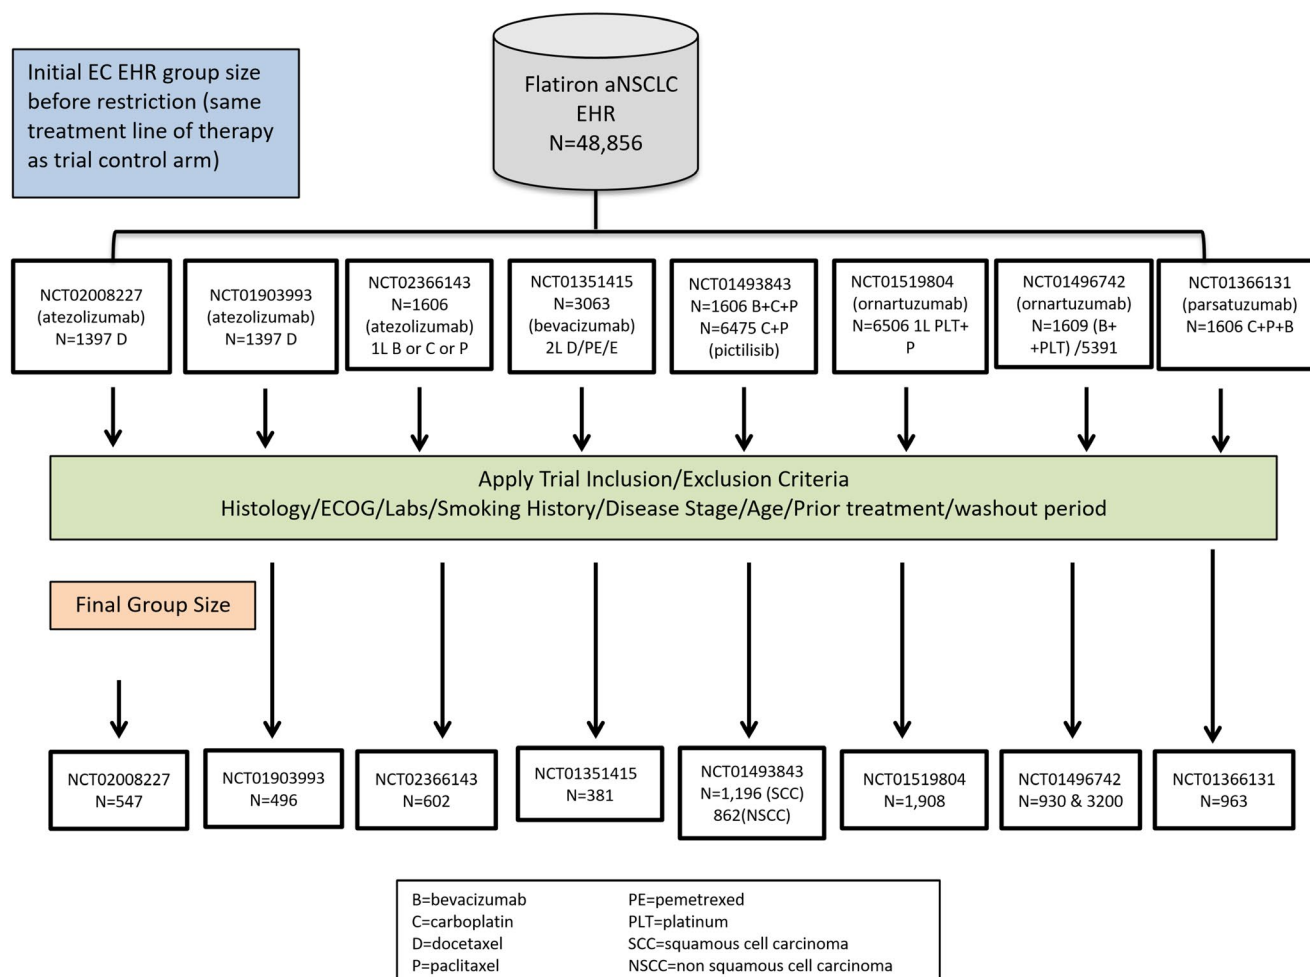 Initial EC EHR group size
before restriction (same
treatment line of therapy
as trial control arm)
Flatiron aNSCLC
EHR
N=48,856
NCT02008227
(atezolizumab)
N=1397 D
NCT01903993
(atezolizumab)
N=1397 D
NCT02366143
N=1606
(atezolizumab)
1L B or C or P
NCT01351415
N=3063
(bevacizumab)
2L D/PE/E
NCT01493843
N=1606 B+C+P
N=6475 C+P
(pictilisib)
NCT01519804
(ornartuzumab)
N=6506 1L PLT+
P
NCT01496742
(ornartuzumab)
N=1609 (B+
+PLT) /5391
NCT01366131
(parsatuzumab)
N=1606 C+P+B
Apply Trial Inclusion/Exclusion Criteria
Histology/ECOG/Labs/Smoking History/Disease Stage/Age/Prior treatment/washout period
Final Group Size
NCT02008227
N=547
NCT01903993
N=496
NCT02366143
N=602
NCT01351415
N=381
NCT01493843
N=1,196 (SCC)
862(NSCC)
NCT01519804
N=1,908
NCT01496742
N=930 & 3200
NCT01366131
N=963
B=bevacizumab
C=carboplatin
D=docetaxel
P=paclitaxel
PE=pemetrexed
PLT=platinum
SCC=squamous cell carcinoma
NSCC=non squamous cell carcinoma